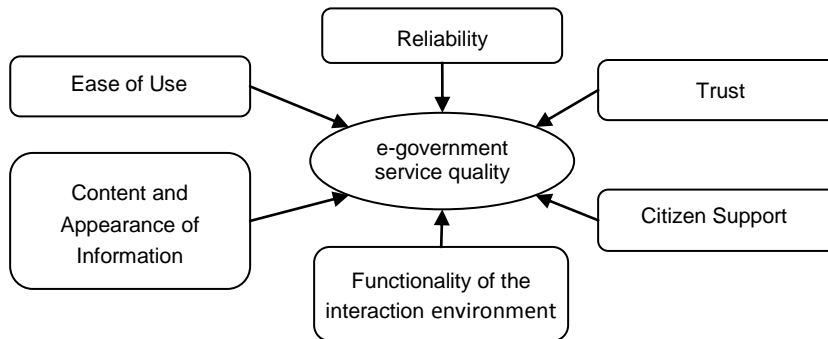 Reliability
Ease of Use
Trust
e-government
service quality
Content and
Appearance of
Information
Citizen Support
Functionality of the
interaction environment